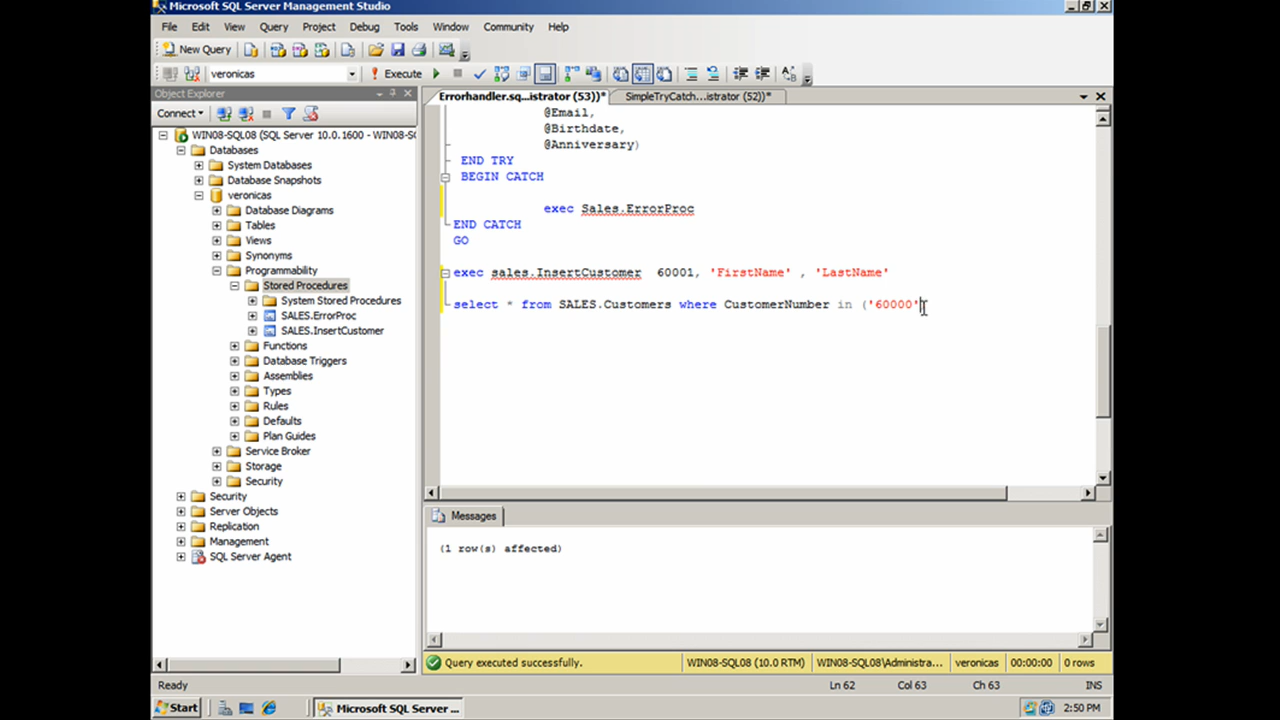 Microsoft SQL Server Management Studio
File Edit View Query Project Debug Tools Window Community Help
New Query
veronicas Execute
Object Explorer
Errorhandler.sq...istrator (53))* SimpleTryCatch...istrator (52))*
Connect
WIN08-SQL08 (SQL Server 10.0.1600 - WIN08-SQ
Databases
System Databases
Database Snapshots
veronicas
Database Diagrams
Tables
Views
Synonyms
Programmability
Stored Procedures
System Stored Procedures
SALES.ErrorProc
SALES.InsertCustomer
Functions
Database Triggers
Assemblies
Types
Rules
Defaults
Plan Guides
Service Broker
Storage
Security
Security
Server Objects
Replication
Management
SQL Server Agent
@Email,
@Birthdate,
@Anniversary)
END TRY
BEGIN CATCH
exec Sales.ErrorProc
END CATCH
GO
exec sales.InsertCustomer 60001, 'FirstName' , 'LastName'
select * from SALES.Customers where CustomerNumber in ('60000'
Messages
(1 row(s) affected)
Query executed successfully. WIN08-SQL08 (10.0 RTM) WIN08-SQL08\Administra... veronicas 00:00:00 0 rows
Ready Ln 62 Col 63 Ch 63 INS
Start Microsoft SQL Server ... 2:50 PM